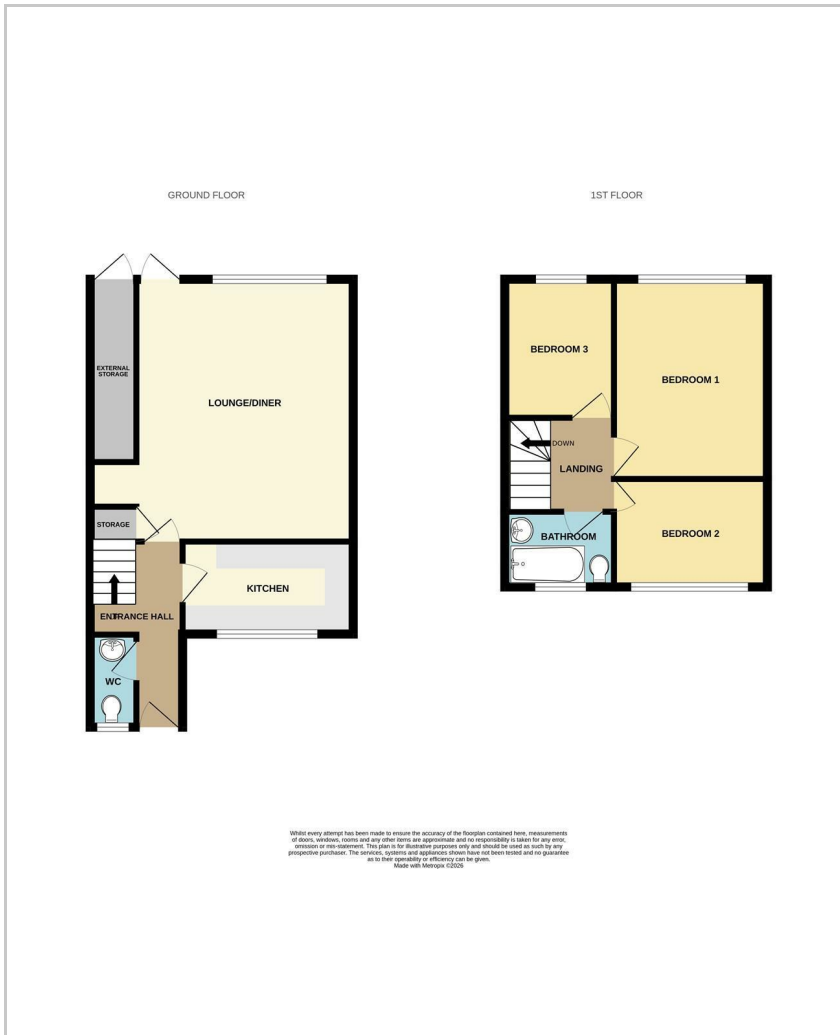 GROUND FLOOR
1ST FLOOR
EXTERNAL
STORAGE
LOUNGE/DINER
STORAGE
KITCHEN
ENTRANCE HALL
WC
BEDROOM 3
BEDROOM 1
DOWN
LANDING
BATHROOM
BEDROOM 2
Whilst every attempt has been made to ensure the accuracy of the floorplan contained here, measurements
of doors, windows, rooms and any other items are approximate and no responsibility is taken for any error,
omission or mis-statement. This plan is for illustrative purposes only and should be used as such by any
prospective purchaser. The services, systems and appliances shown have not been tested and no guarantee
as to their operability or efficiency can be given.
Made with Metropix ©2026